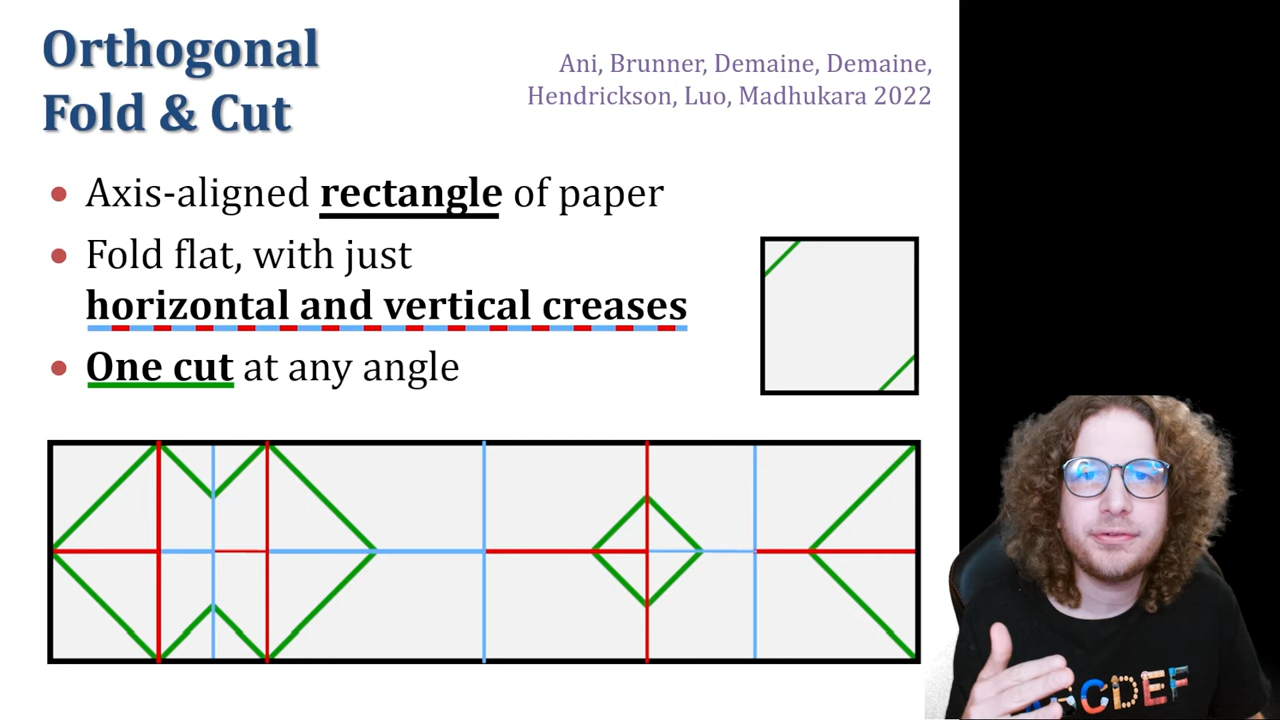 Orthogonal
Fold & Cut
Ani, Brunner, Demaine, Demaine,
Hendrickson, Luo, Madhukara 2022
• Axis-aligned rectangle of paper
• Fold flat, with just
horizontal and vertical creases
• One cut at any angle
CDEF